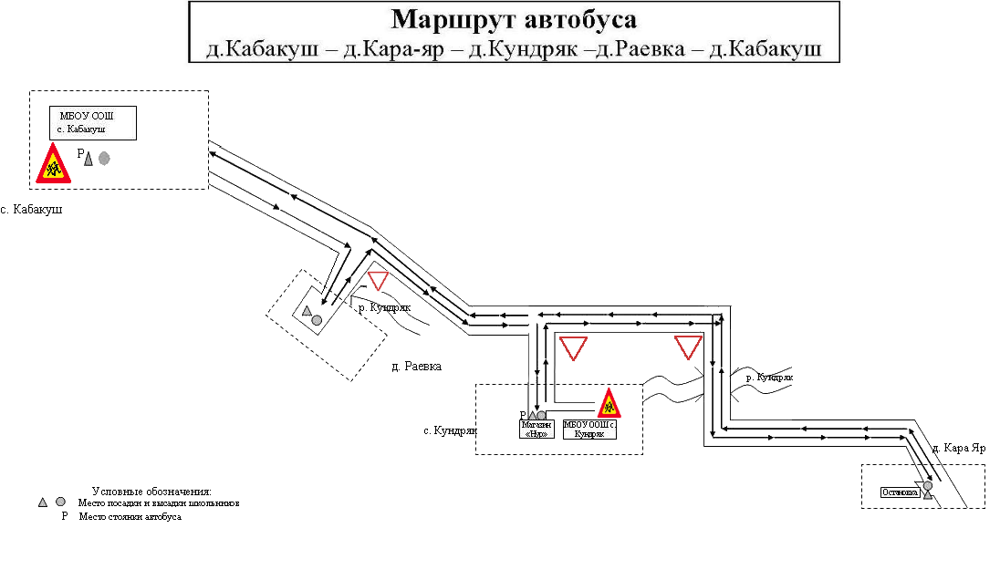 Маршрут автобуса
д.Кабакуш – д.Кара-яр – д.Кундряк –д.Раевка – д.Кабакуш
МБОУ СОШ
с. Кабакуш
Р
с. Кабакуш
р. Кундряк
д. Раевка
р. Кундряк
Р
с. Кундряк
Магазин
«Нур»
МБОУ ООШ с.
Кундряк
д. Кара Яр
Остановка
Условные обозначения:
Место посадки и высадки школьников
Р Место стоянки автобуса